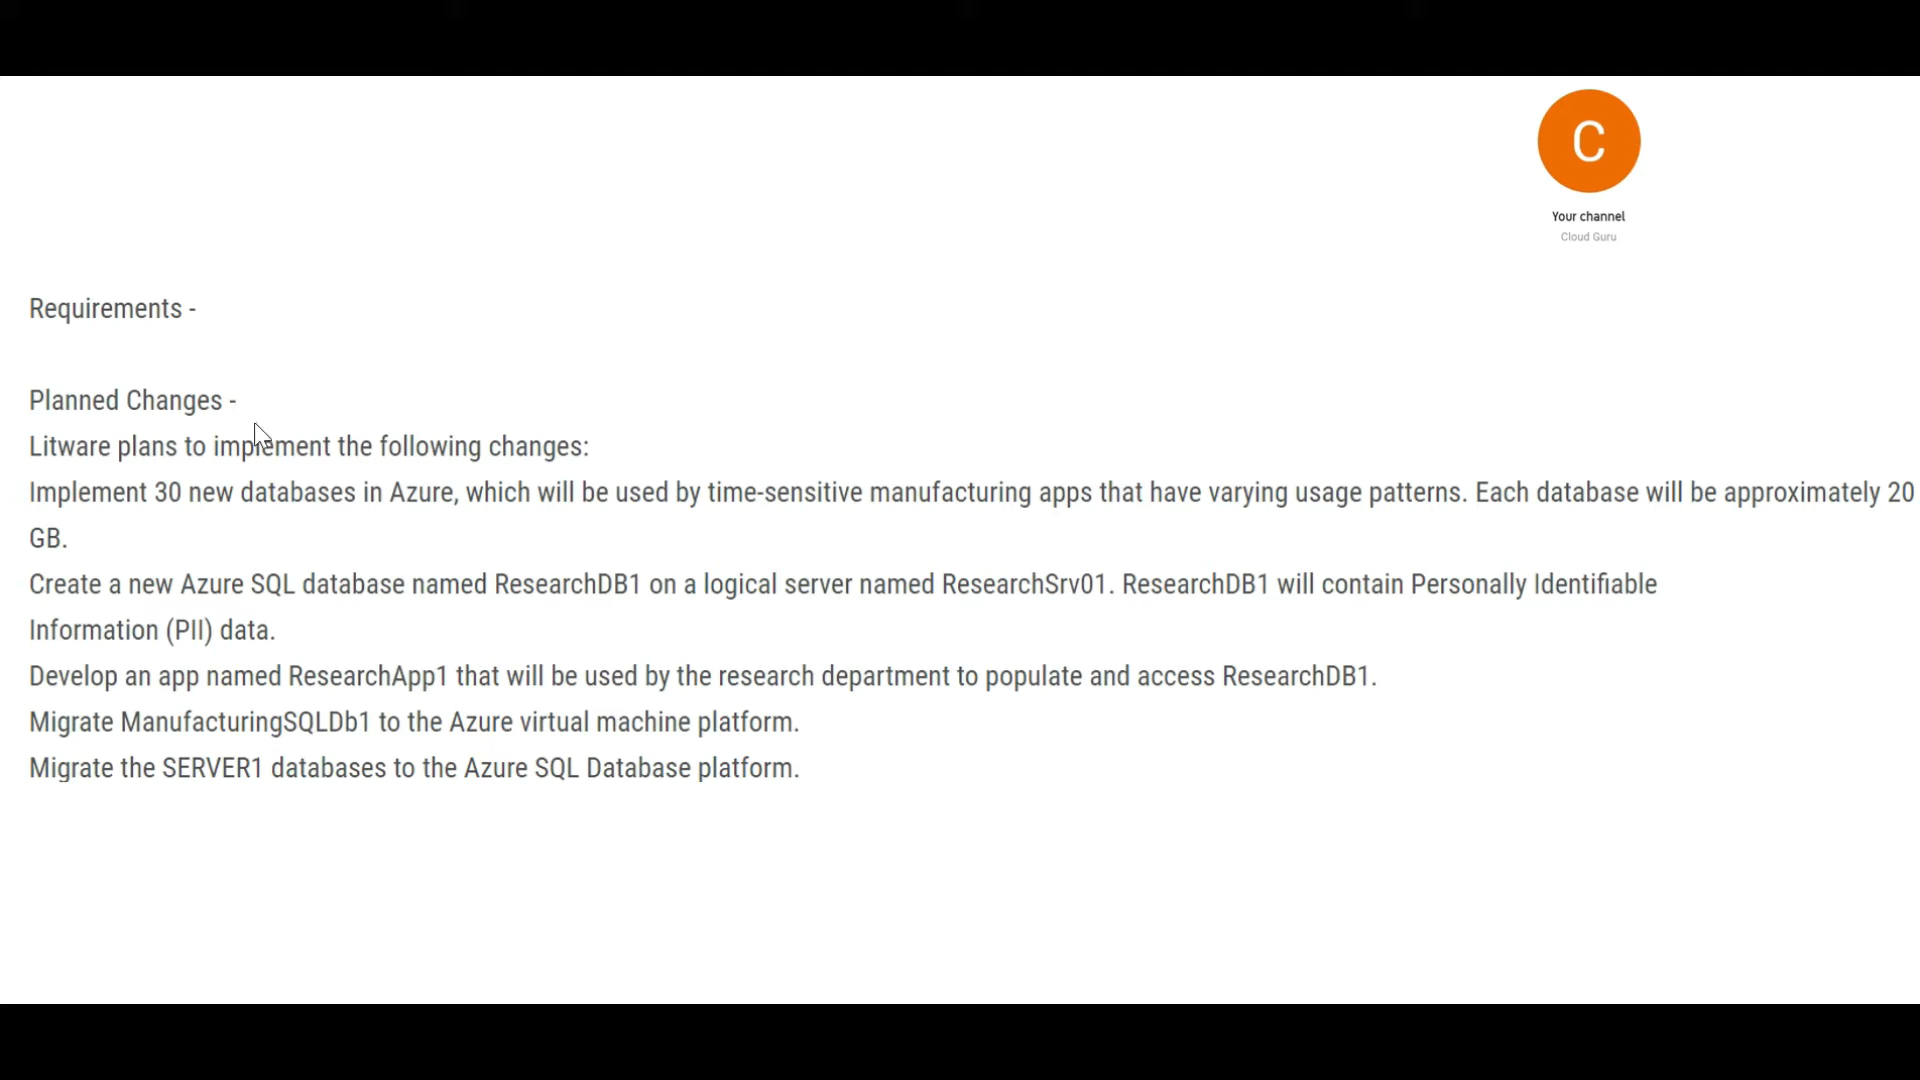 C
Your channel
Cloud Guru
Requirements -
Planned Changes -
Litware plans to implement the following changes:
Implement 30 new databases in Azure, which will be used by time-sensitive manufacturing apps that have varying usage patterns. Each database will be approximately 20
GB.
Create a new Azure SQL database named ResearchDB1 on a logical server named ResearchSrv01. ResearchDB1 will contain Personally Identifiable
Information (PII) data.
Develop an app named ResearchApp1 that will be used by the research department to populate and access ResearchDB1.
Migrate ManufacturingSQLDb1 to the Azure virtual machine platform.
Migrate the SERVER1 databases to the Azure SQL Database platform.